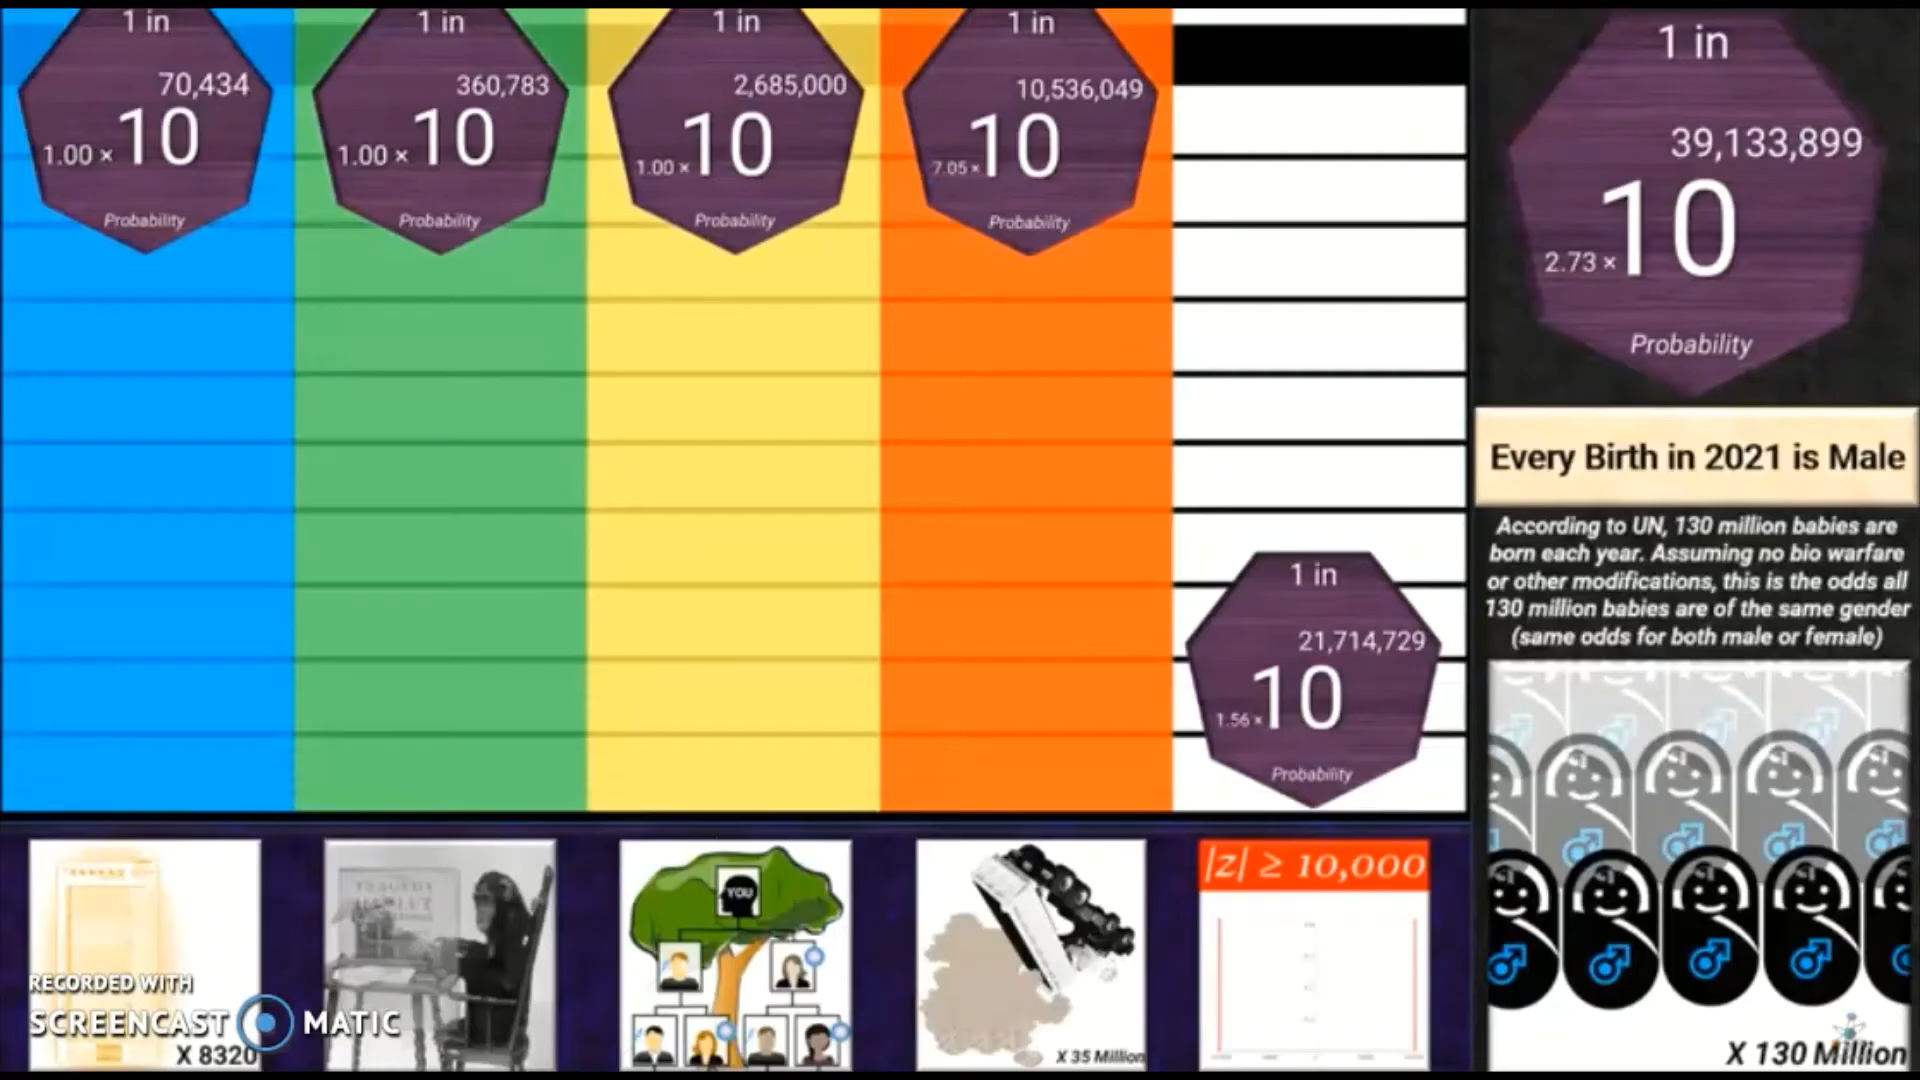 1 in
70,434
1.00 × 10
Probability
1 in
360,783
1.00 × 10
Probability
1 in
2,685,000
1.00 × 10
Probability
1 in
10,536,049
7.05 × 10
Probability
1 in
21,714,729
1.56 × 10
Probability
1 in
39,133,899
2.73 × 10
Probability
Every Birth in 2021 is Male
According to UN, 130 million babies are
born each year. Assuming no bio warfare
or other modifications, this is the odds all
130 million babies are of the same gender
(same odds for both male or female)
X 130 Million
RECORDED WITH
SCREENCAST MATIC
X 8320
TRAGEDY
HAMLET
YOU
X 35 Million
|Z| ≥ 10,000